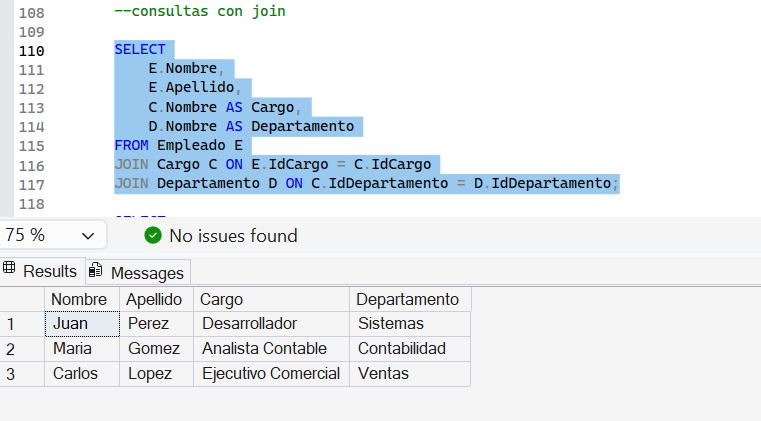 108 --consultas con join
109
110 SELECT
111 E.Nombre,
112 E.Apellido,
113 C.Nombre AS Cargo,
114 D.Nombre AS Departamento
115 FROM Empleado E
116 JOIN Cargo C ON E.IdCargo = C.IdCargo
117 JOIN Departamento D ON C.IdDepartamento = D.IdDepartamento;
118
75 % No issues found
Results Messages
Nombre Apellido Cargo Departamento
1 Juan Perez Desarrollador Sistemas
2 Maria Gomez Analista Contable Contabilidad
3 Carlos Lopez Ejecutivo Comercial Ventas